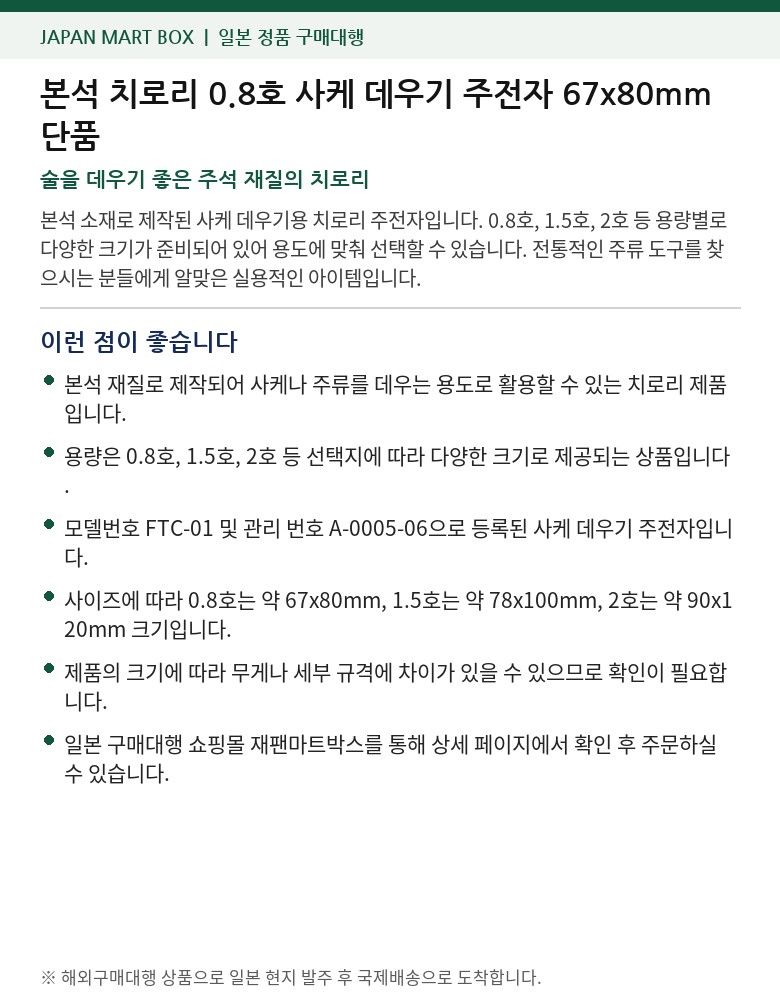 JAPAN MART BOX | 일본 정품 구매대행
본석 치로리 0.8호 사케 데우기 주전자 67x80mm
단품
술을 데우기 좋은 주석 재질의 치로리
본석 소재로 제작된 사케 데우기용 치로리 주전자입니다. 0.8호, 1.5호, 2호 등 용량별로
다양한 크기가 준비되어 있어 용도에 맞춰 선택할 수 있습니다. 전통적인 주류 도구를 찾
으시는 분들에게 알맞은 실용적인 아이템입니다.
이런 점이 좋습니다
● 본석 재질로 제작되어 사케나 주류를 데우는 용도로 활용할 수 있는 치로리 제품
입니다.
● 용량은 0.8호, 1.5호, 2호 등 선택지에 따라 다양한 크기로 제공되는 상품입니다
.
● 모델번호 FTC-01 및 관리 번호 A-0005-06으로 등록된 사케 데우기 주전자입니
다.
● 사이즈에 따라 0.8호는 약 67x80mm, 1.5호는 약 78x100mm, 2호는 약 90x1
20mm 크기입니다.
● 제품의 크기에 따라 무게나 세부 규격에 차이가 있을 수 있으므로 확인이 필요합
니다.
● 일본 구매대행 쇼핑몰 재팬마트박스를 통해 상세 페이지에서 확인 후 주문하실
수 있습니다.
※ 해외구매대행 상품으로 일본 현지 발주 후 국제배송으로 도착합니다.